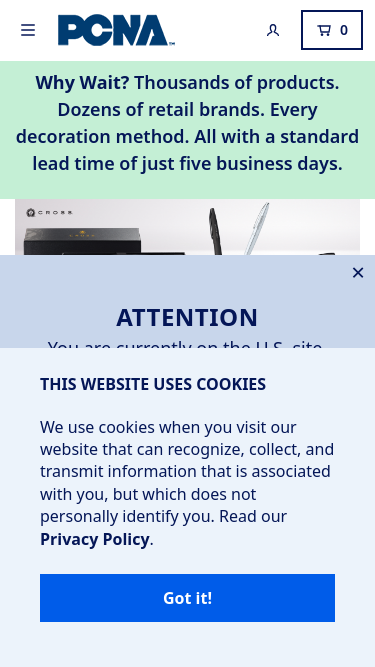 PCNA
0
Why Wait? Thousands of products.
Dozens of retail brands. Every
decoration method. All with a standard
lead time of just five business days.
CROSS
ATTENTION
You are currently on the U.S. site
THIS WEBSITE USES COOKIES
We use cookies when you visit our
website that can recognize, collect, and
transmit information that is associated
with you, but which does not
personally identify you. Read our
Privacy Policy.
Got it!